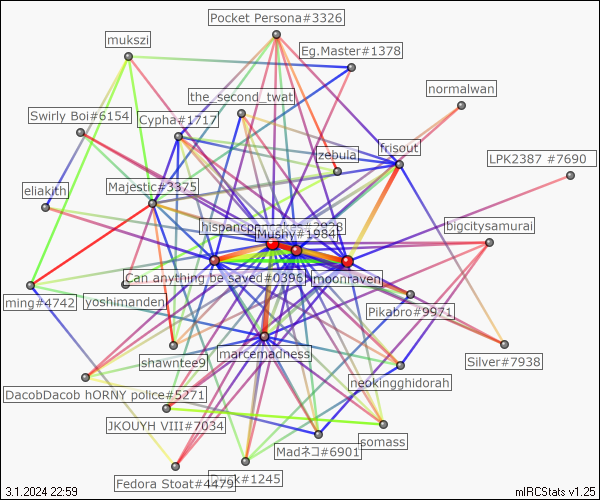 Pocket Persona#3326
mukszi
Eg.Master#1378
normalwan
the_second_twat
Swirly Boi#6154
Cypha#1717
zebula
frisout
LPK2387 #7690
eliakith
Majestic#3375
bigcitysamurai
Mushy#1984
Can anything be saved#0396
moonraven
ming#4742
yoshimanden
Pikabro#9971
marcemadness
shawntee9
Silver#7938
neokingghidorah
DacobDacob hORNY police#5271
JKOUYH VIII#7034
somass
Madネコ#6901
Fedora Stoat#4479
#1245
3.1.2024 22:59
mIRCStats v1.25